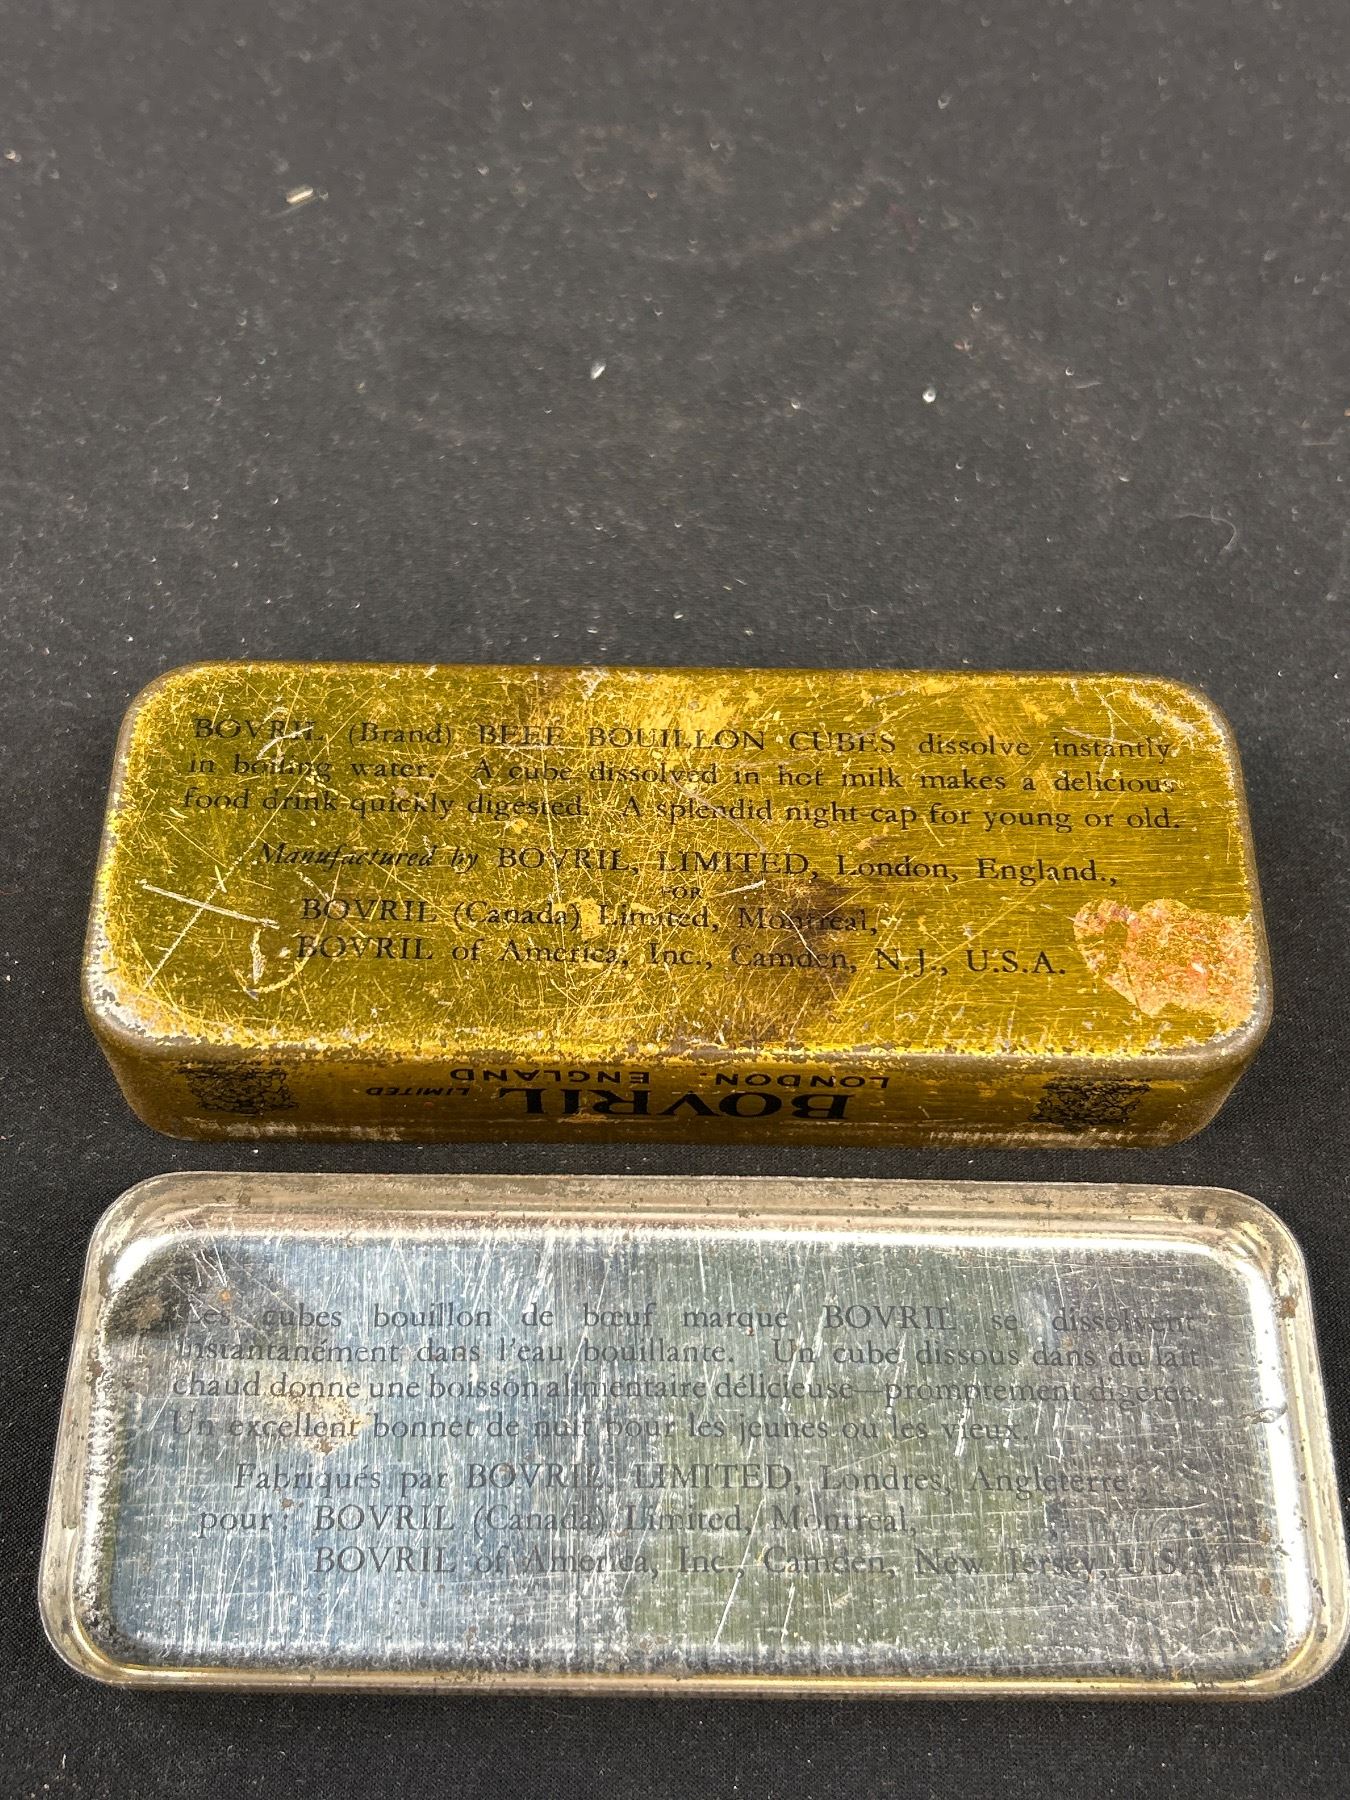 BOVRIL (Brand) BEEF BOUILLON CUBES dissolve instantly
in boiling water. A cube dissolved in hot milk makes a delicious
food drink quickly digested. A splendid night cap for young or old.
Manufactured by BOVRIL, LIMITED, London, England.,
FOR
BOVRIL (Canada) Limited, Montreal,
BOVRIL of America, Inc., Camden, N.J., U.S.A.
BOVRIL LIMITED
LONDON, ENGLAND
Les cubes bouillon de bœuf marque BOVRIL se dissolvent
instantanément dans l'eau bouillante. Un cube dissous dans du lait
chaud donne une boisson alimentaire délicieuse—promptement digérée.
Un excellent bonnet de nuit pour les jeunes ou les vieux.
Fabriqués par BOVRIL, LIMITED, Londres, Angleterre.,
pour: BOVRIL (Canada) Limited, Montreal,
BOVRIL of America, Inc., Camden, New Jersey, U.S.A.